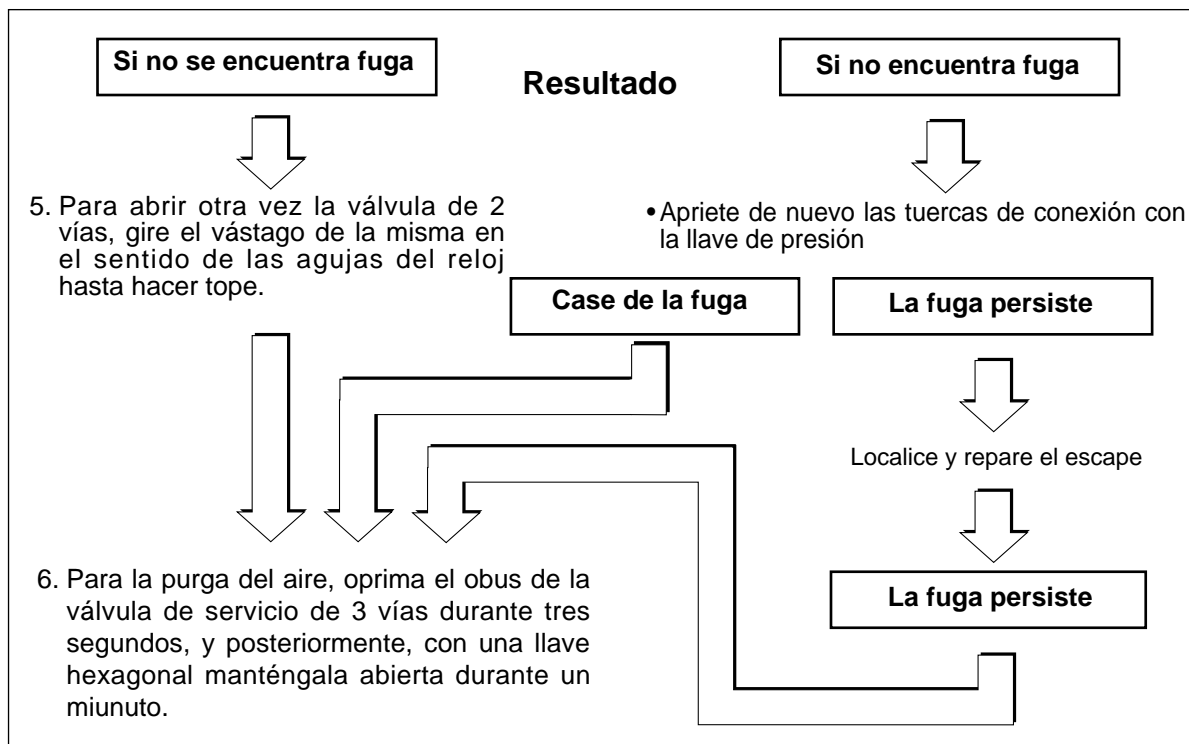 Si no se encuentra fuga
Resultado
Si no encuentra fuga
5. Para abrir otra vez la válvula de 2
vías, gire el vástago de la misma en
el sentido de las agujas del reloj
hasta hacer tope.
•Apriete de nuevo las tuercas de conexión con
la llave de presión
Case de la fuga
La fuga persiste
Localice y repare el escape
La fuga persiste
6. Para la purga del aire, oprima el obus de la
válvula de servicio de 3 vías durante tres
segundos, y posteriormente, con una llave
hexagonal manténgala abierta durante un
miunuto.